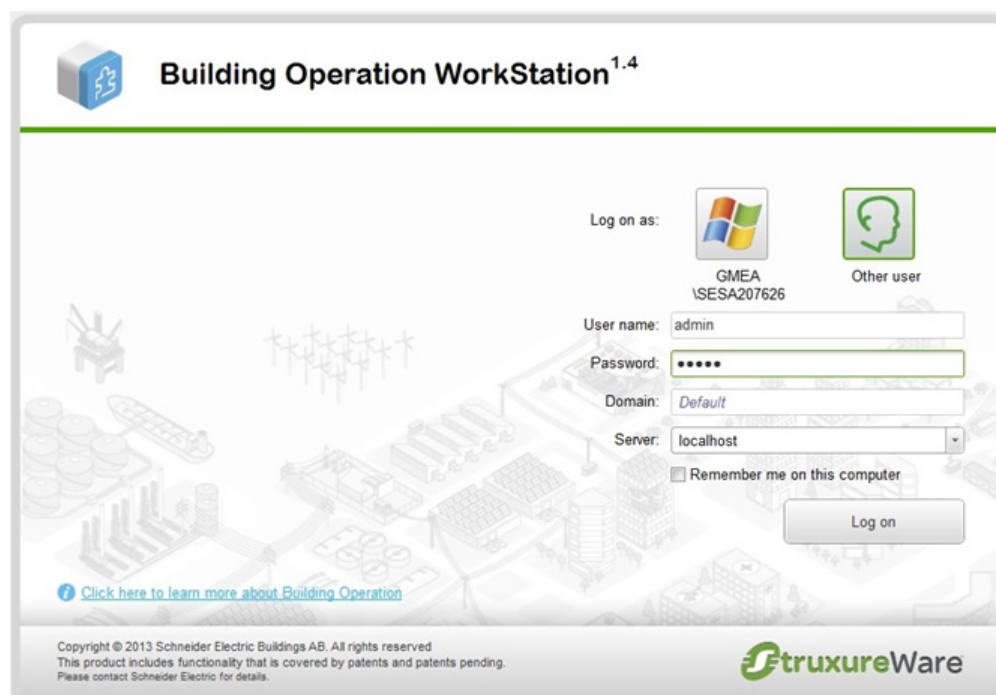 Building Operation WorkStation1.4
Log on as:
GMEA
\SESA207626
Other user
User name: admin
Password: •••••
Domain: Default
Server: localhost
Remember me on this computer
Log on
Click here to learn more about Building Operation
Copyright © 2013 Schneider Electric Buildings AB. All rights reserved
This product includes functionality that is covered by patents and patents pending.
Please contact Schneider Electric for details.
StruxureWare